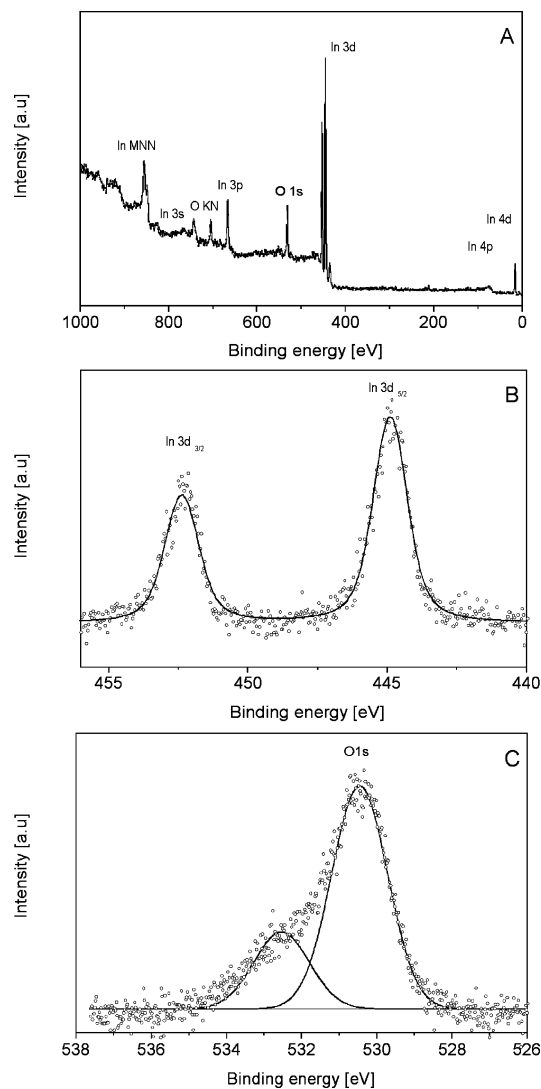 A
In 3d
In MNN
In 3p
O 1s
In 3s
O KN
In 4d
In 4p
Intensity [a.u]
1000 800 600 400 200 0
Binding energy [eV]
B
In 3d 5/2
In 3d 3/2
Intensity [a.u]
455 450 445 440
Binding energy [eV]
O1s
C
Intensity [a.u]
538 536 534 532 530 528 526
Binding energy [eV]